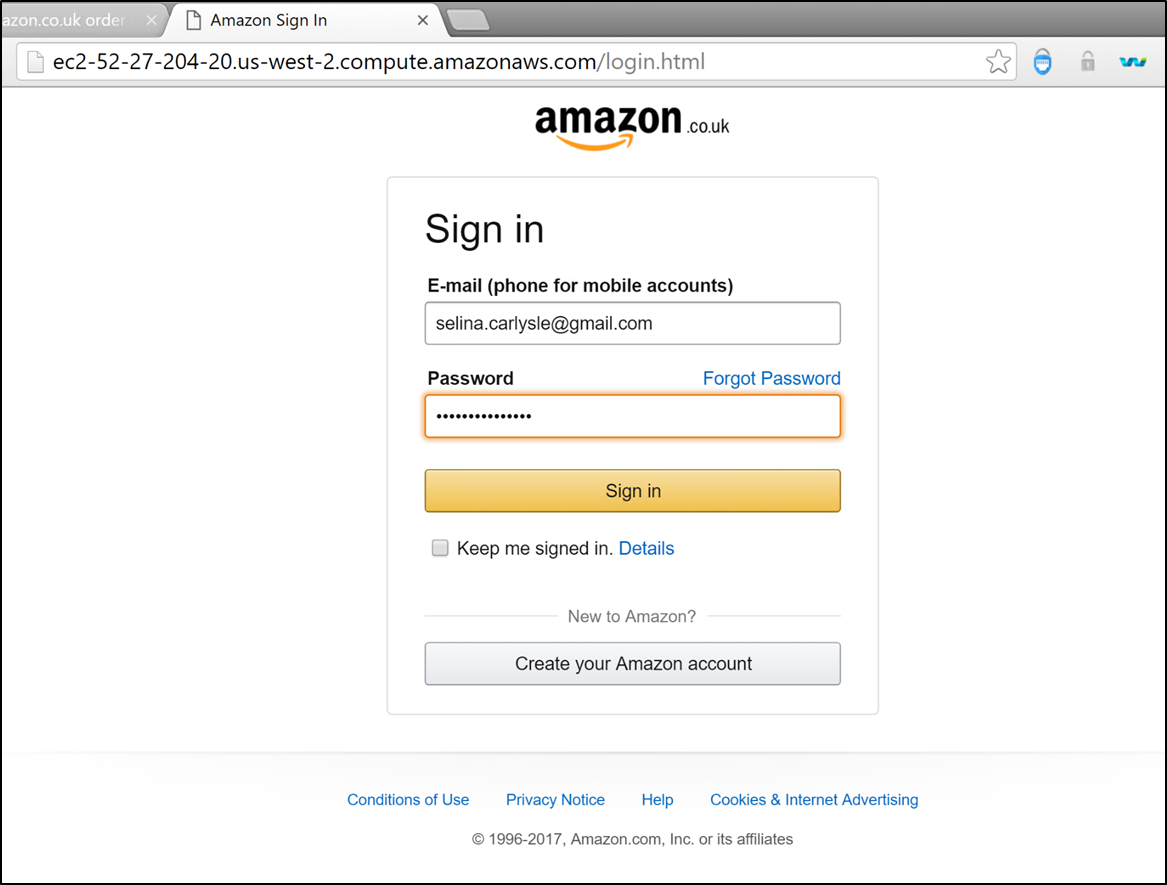 azon.co.uk order
Amazon Sign In
ec2-52-27-204-20.us-west-2.compute.amazonaws.com/login.html
amazon.co.uk
Sign in
E-mail (phone for mobile accounts)
selina.carlysle@gmail.com
Password Forgot Password
•••••••••••••••
Sign in
Keep me signed in. Details
New to Amazon?
Create your Amazon account
Conditions of Use Privacy Notice Help Cookies & Internet Advertising
© 1996-2017, Amazon.com, Inc. or its affiliates